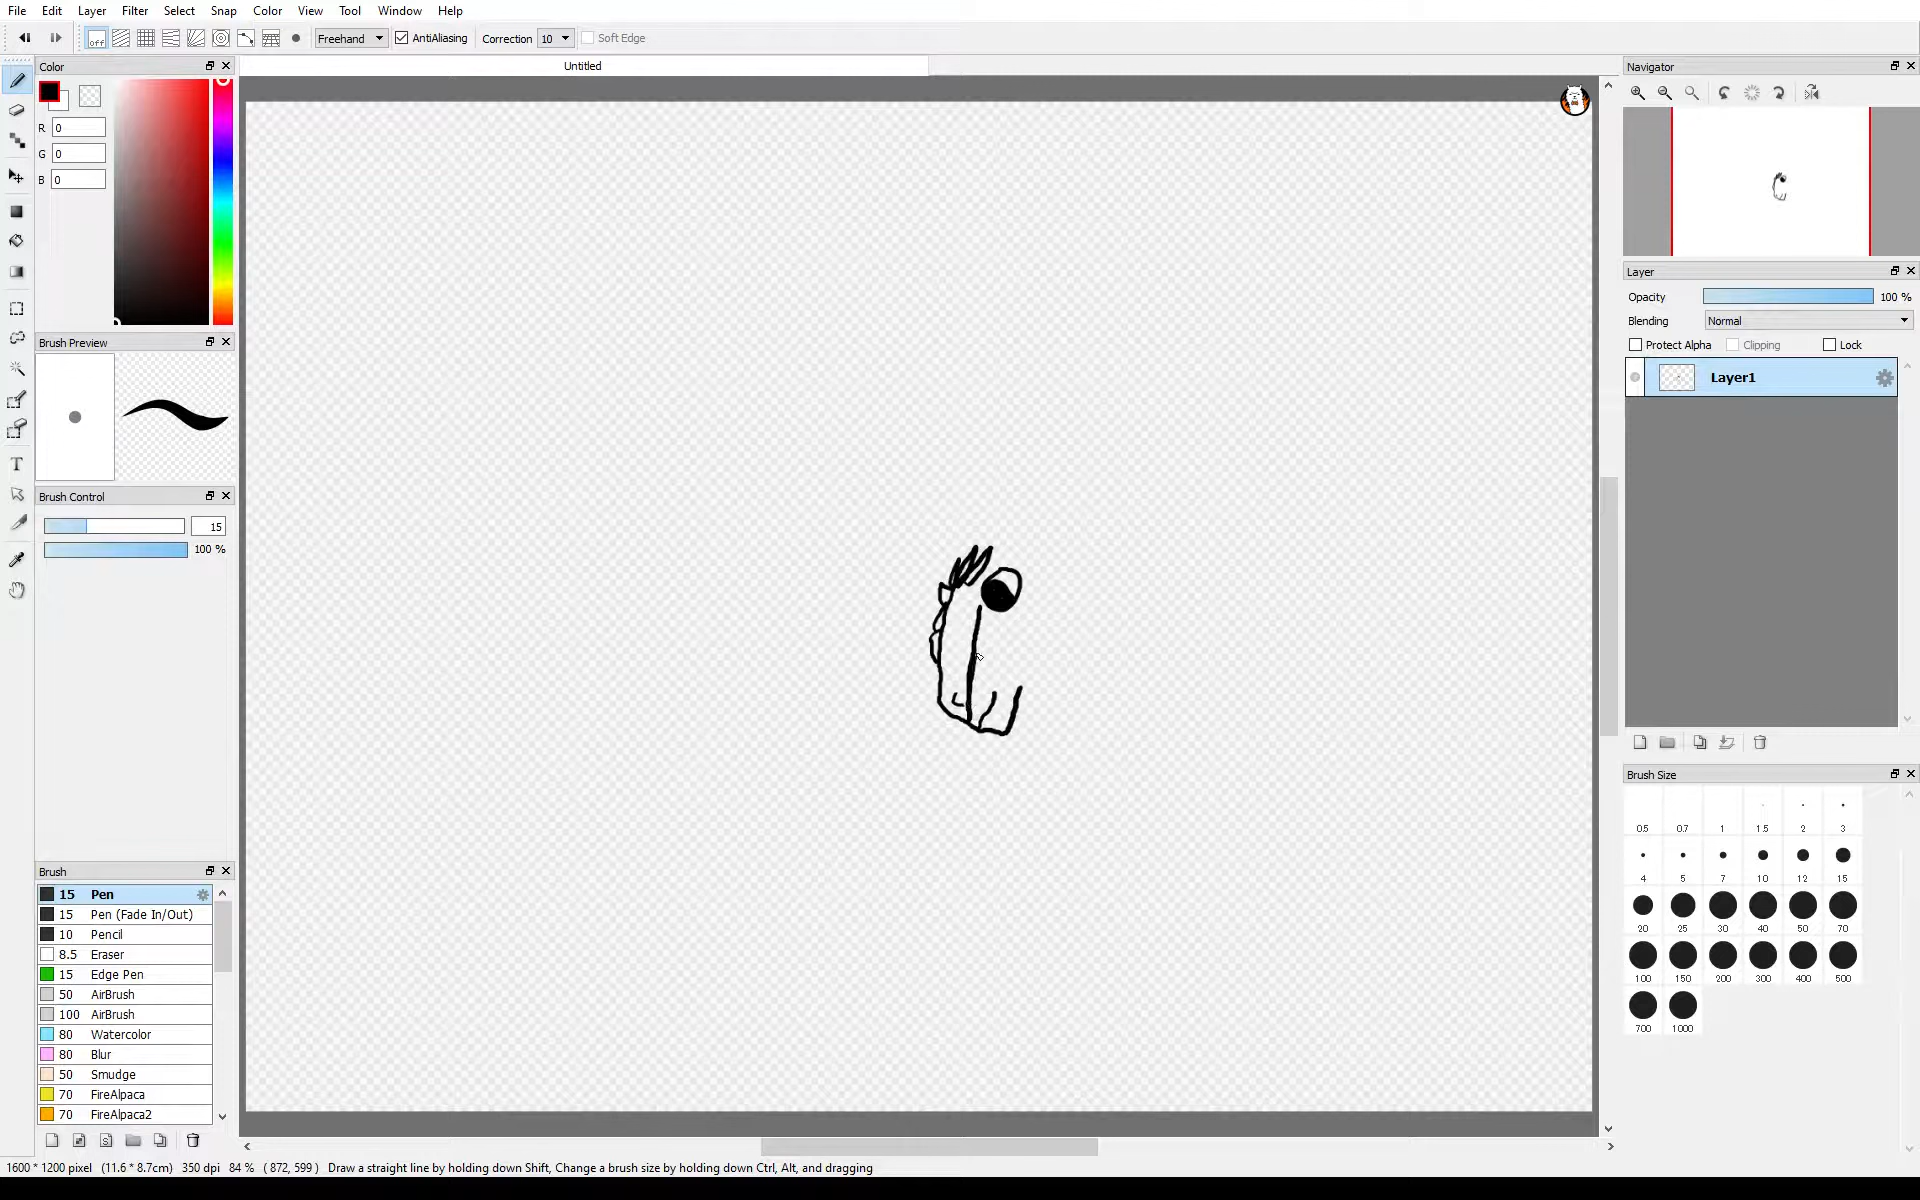 File Edit Layer Filter Select Snap Color View Tool Window Help
off Freehand AntiAliasing Correction 10 Soft Edge
Color
R 0
G 0
B 0
Brush Preview
Brush Control
15
100 %
Brush
15 Pen
15 Pen (Fade In/Out)
10 Pencil
8.5 Eraser
15 Edge Pen
50 AirBrush
100 AirBrush
80 Watercolor
80 Blur
50 Smudge
70 FireAlpaca
70 FireAlpaca2
Untitled
Navigator
Layer
Opacity 100 %
Blending Normal
Protect Alpha Clipping Lock
Layer1
Brush Size
0.5 0.7 1 1.5 2 3
4 5 7 10 12 15
20 25 30 40 50 70
100 150 200 300 400 500
700 1000
1600 * 1200 pixel (11.6 * 8.7cm) 350 dpi 84 % ( 872, 599 ) Draw a straight line by holding down Shift, Change a brush size by holding down Ctrl, Alt, and dragging